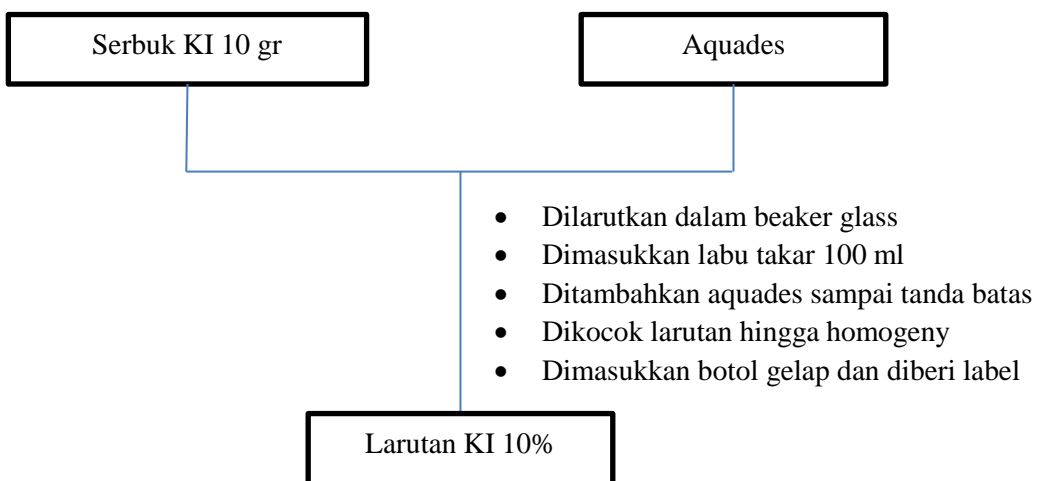 Serbuk KI 10 gr
Aquades
• Dilarutkan dalam beaker glass
• Dimasukkan labu takar 100 ml
• Ditambahkan aquades sampai tanda batas
• Dikocok larutan hingga homogeny
• Dimasukkan botol gelap dan diberi label
Larutan KI 10%